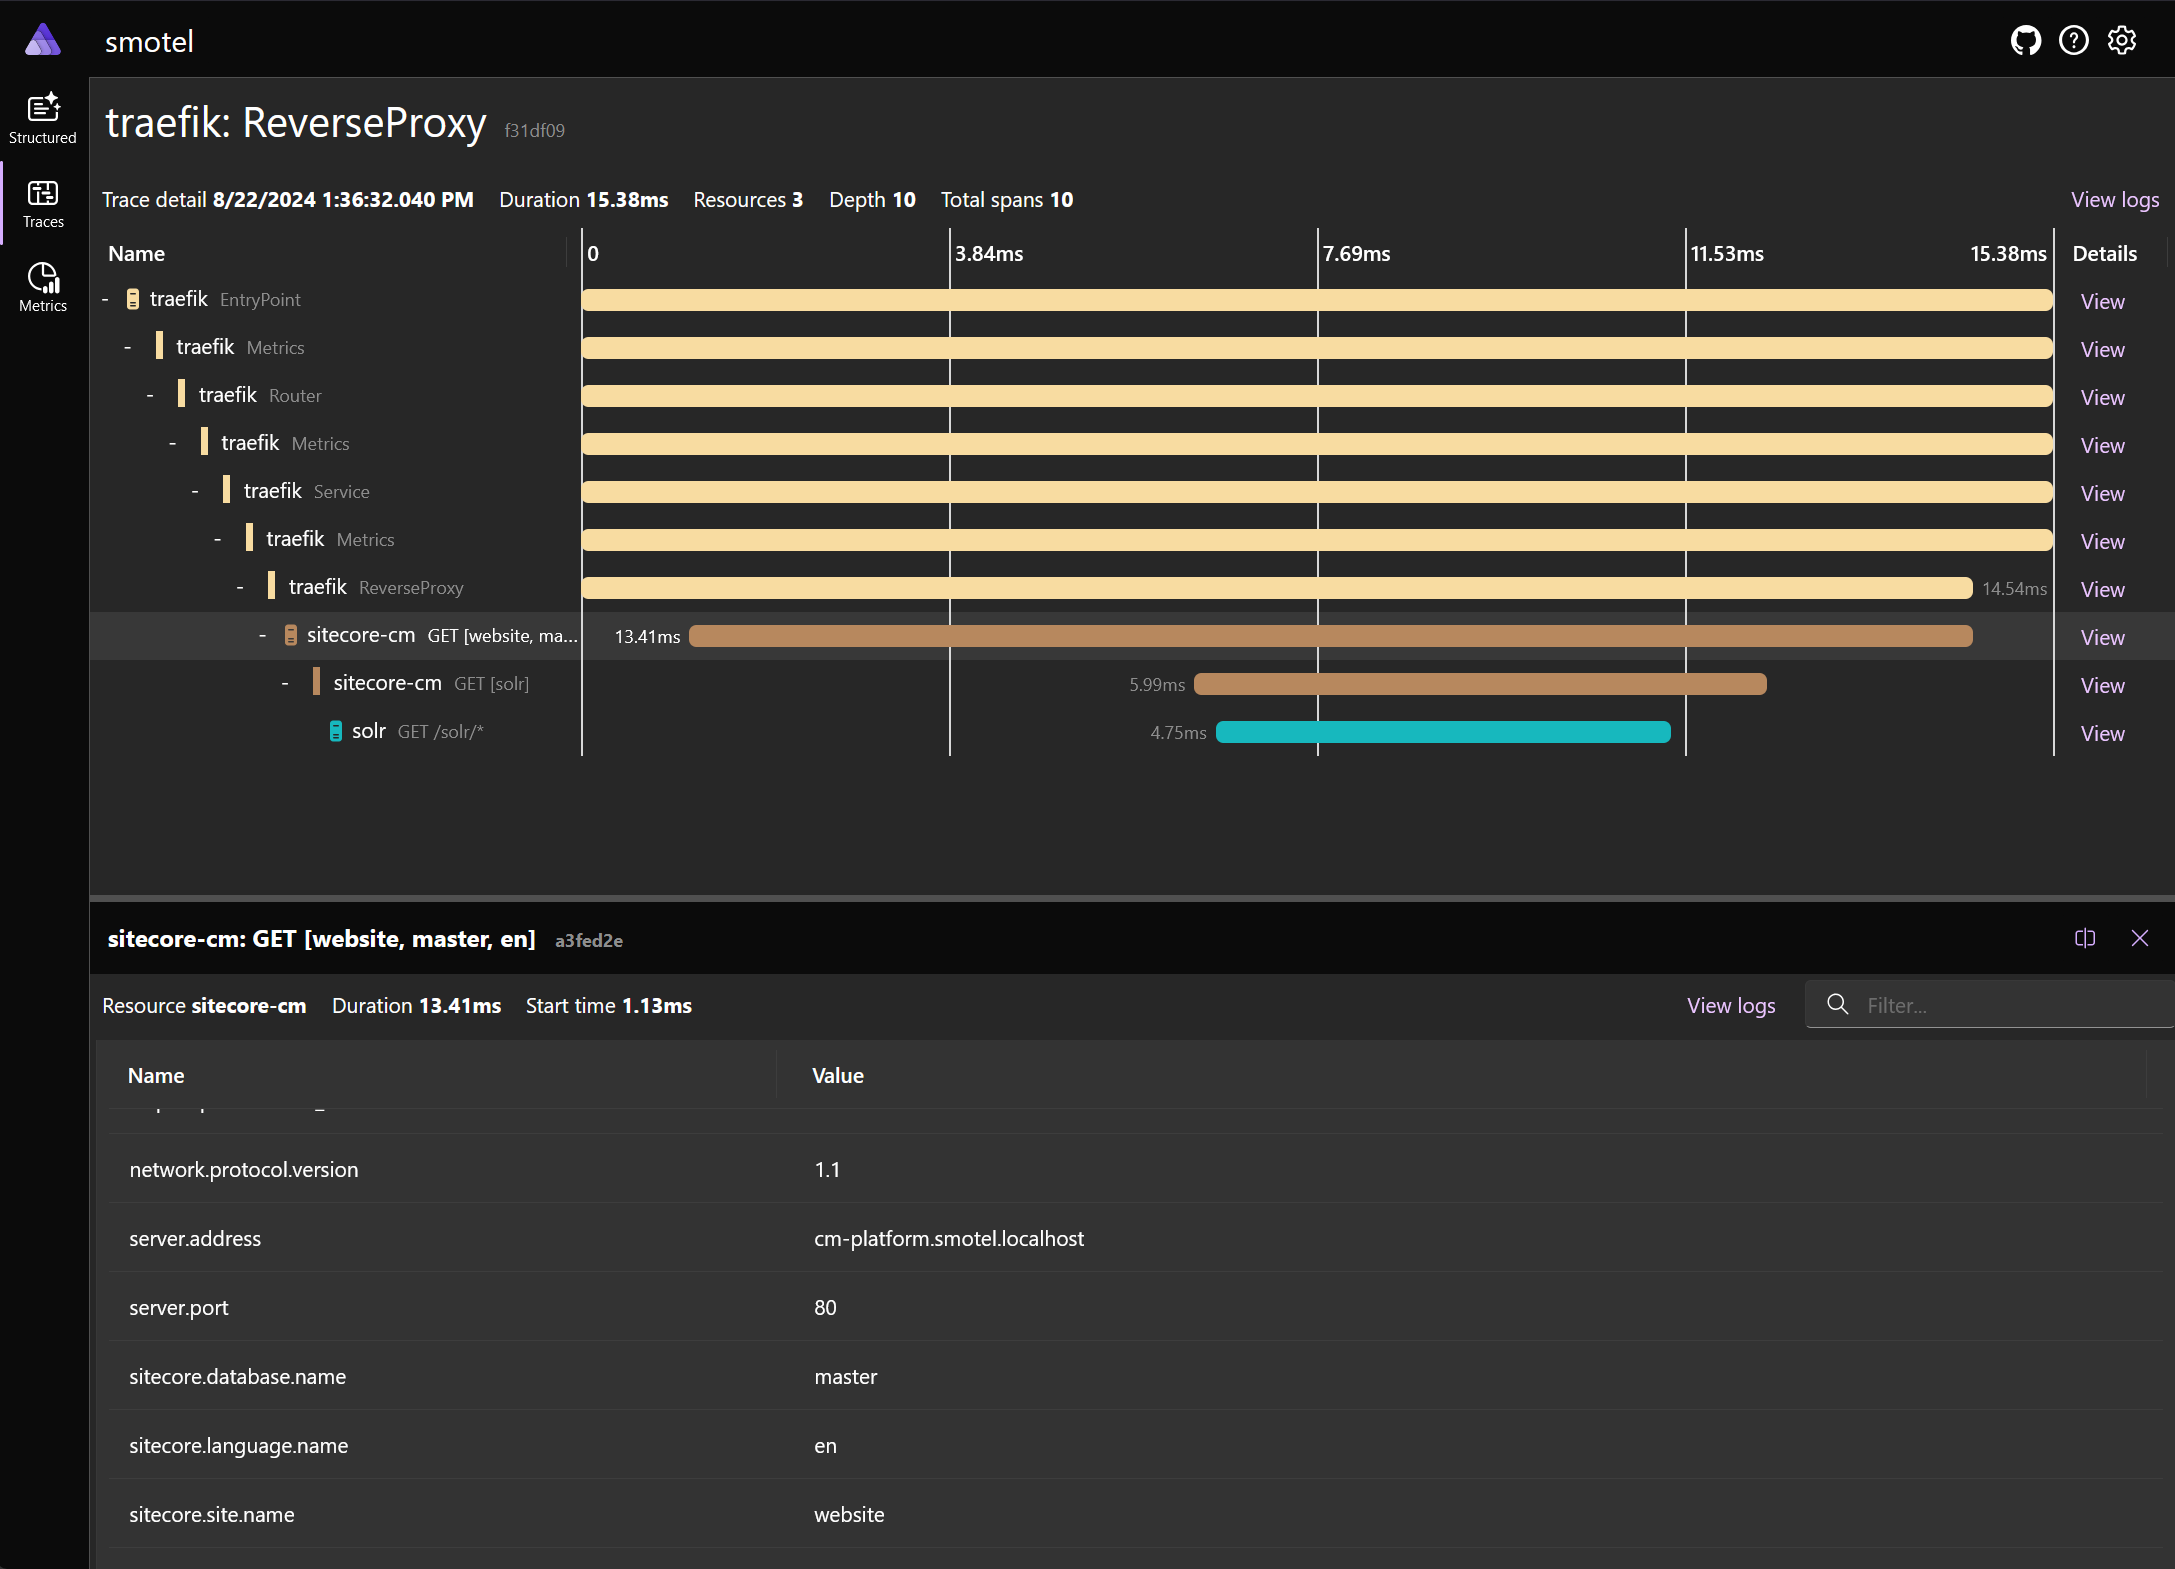 smotel
Structured
Traces
Metrics
traefik: ReverseProxy f31df09
Trace detail 8/22/2024 1:36:32.040 PM Duration 15.38ms Resources 3 Depth 10 Total spans 10 View logs
Name 0 3.84ms 7.69ms 11.53ms 15.38ms Details
- traefik EntryPoint View
- traefik Metrics View
- traefik Router View
- traefik Metrics View
- traefik Service View
- traefik Metrics View
- traefik ReverseProxy 14.54ms View
- sitecore-cm GET [website, ma... 13.41ms View
- sitecore-cm GET [solr] 5.99ms View
solr GET /solr/* 4.75ms View
sitecore-cm: GET [website, master, en] a3fed2e
Resource sitecore-cm Duration 13.41ms Start time 1.13ms View logs Filter...
Name Value
network.protocol.version 1.1
server.address cm-platform.smotel.localhost
server.port 80
sitecore.database.name master
sitecore.language.name en
sitecore.site.name website